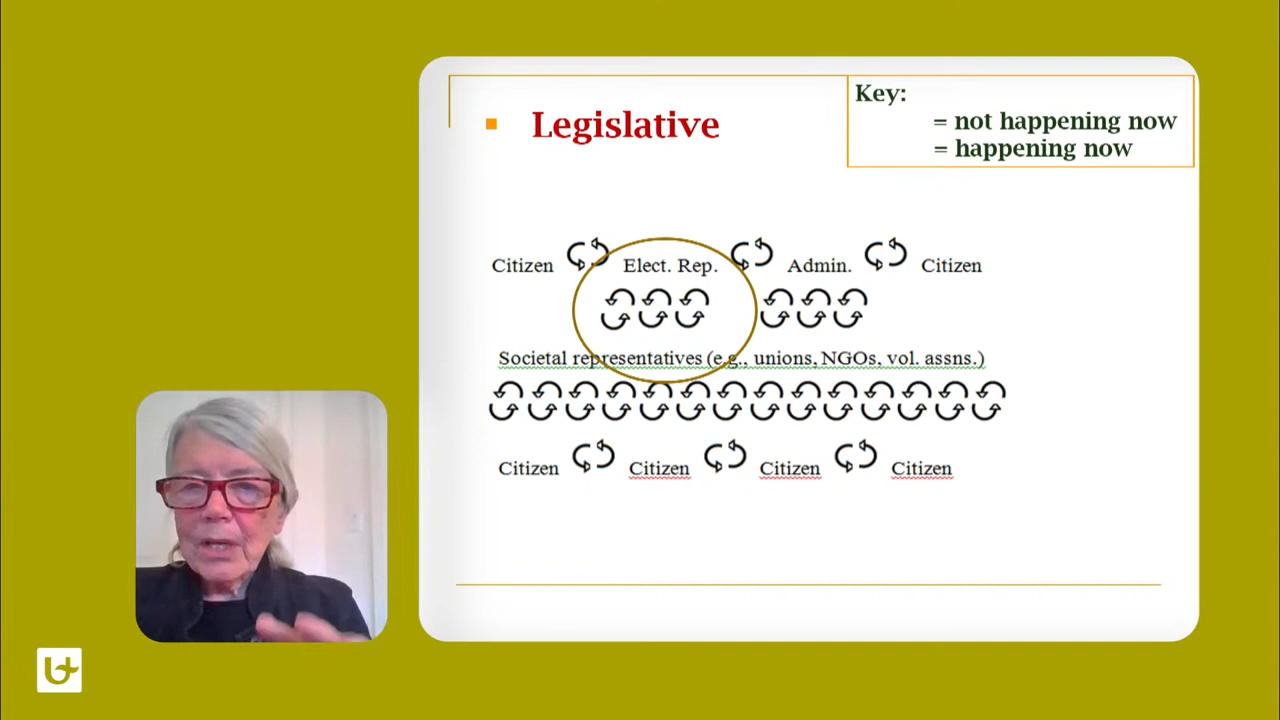 Key:
= not happening now
= happening now
Legislative
Citizen Elect. Rep. Admin. Citizen
Societal representatives (e.g., unions, NGOs, vol. assns.)
Citizen Citizen Citizen Citizen